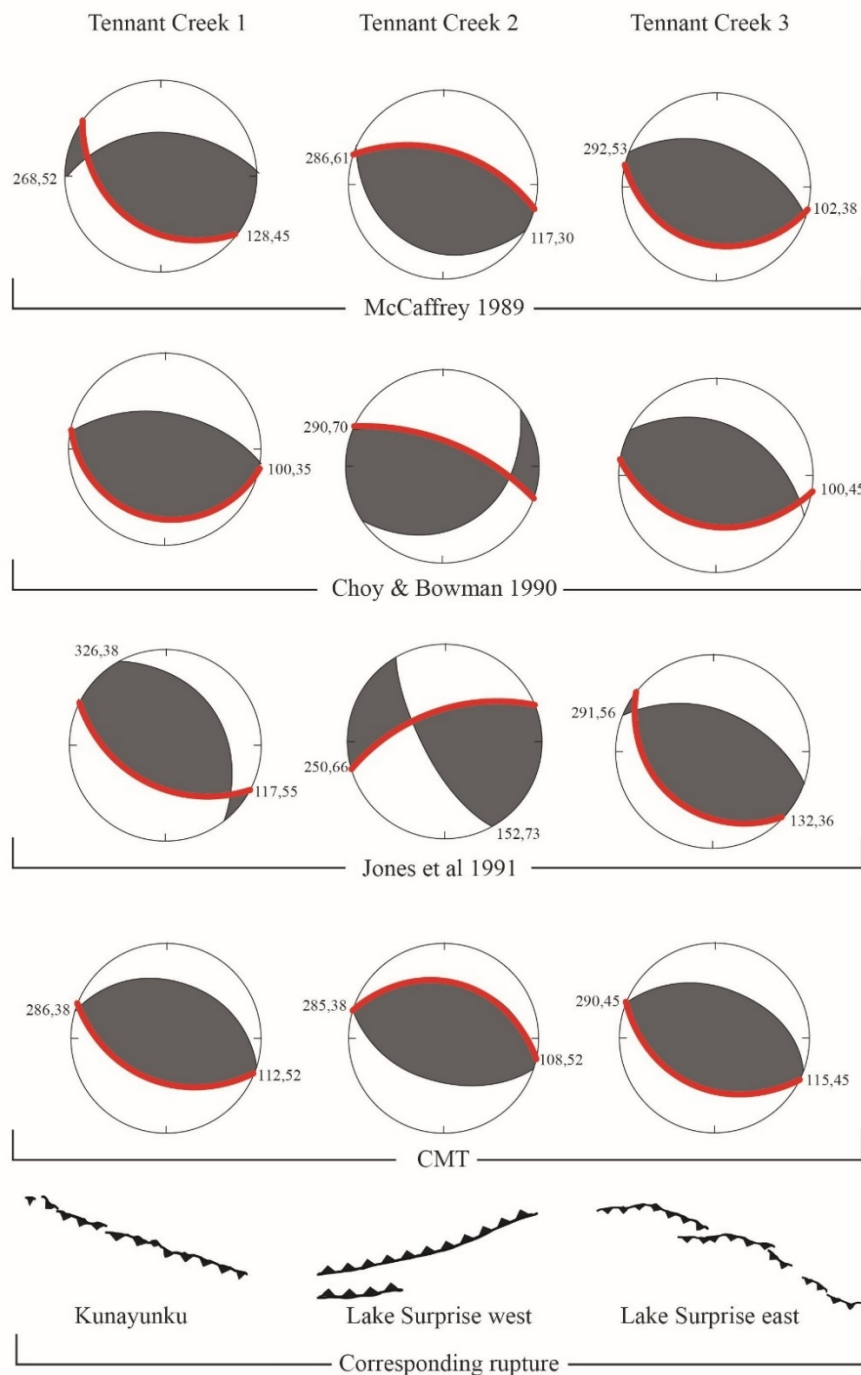 Tennant Creek 1 Tennant Creek 2 Tennant Creek 3
268,52 128,45 286,61 117,30 292,53 102,38
McCaffrey 1989
100,35 290,70 100,45
Choy & Bowman 1990
326,38 117,55 250,66 152,73 291,56 132,36
Jones et al 1991
286,38 112,52 285,38 108,52 290,45 115,45
CMT
Kunayunku Lake Surprise west Lake Surprise east
Corresponding rupture